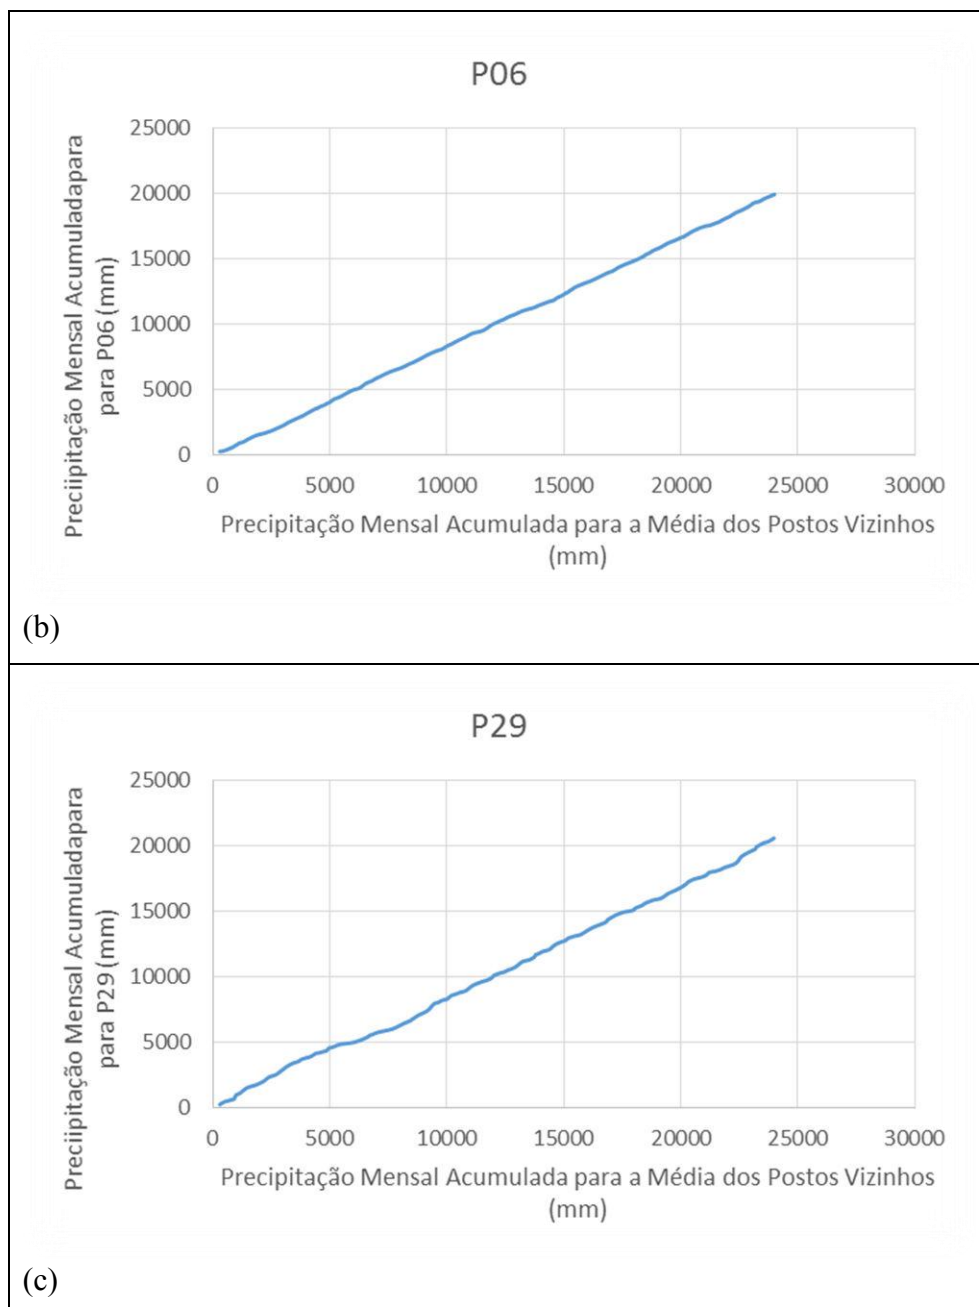 P06
Preciipitação Mensal Acumuladapara
para P06 (mm)
25000
20000
15000
10000
5000
0
0 5000 10000 15000 20000 25000 30000
Precipitação Mensal Acumulada para a Média dos Postos Vizinhos
(mm)
(b)
P29
Preciipitação Mensal Acumuladapara
para P29 (mm)
25000
20000
15000
10000
5000
0
0 5000 10000 15000 20000 25000 30000
Precipitação Mensal Acumulada para a Média dos Postos Vizinhos
(mm)
(c)